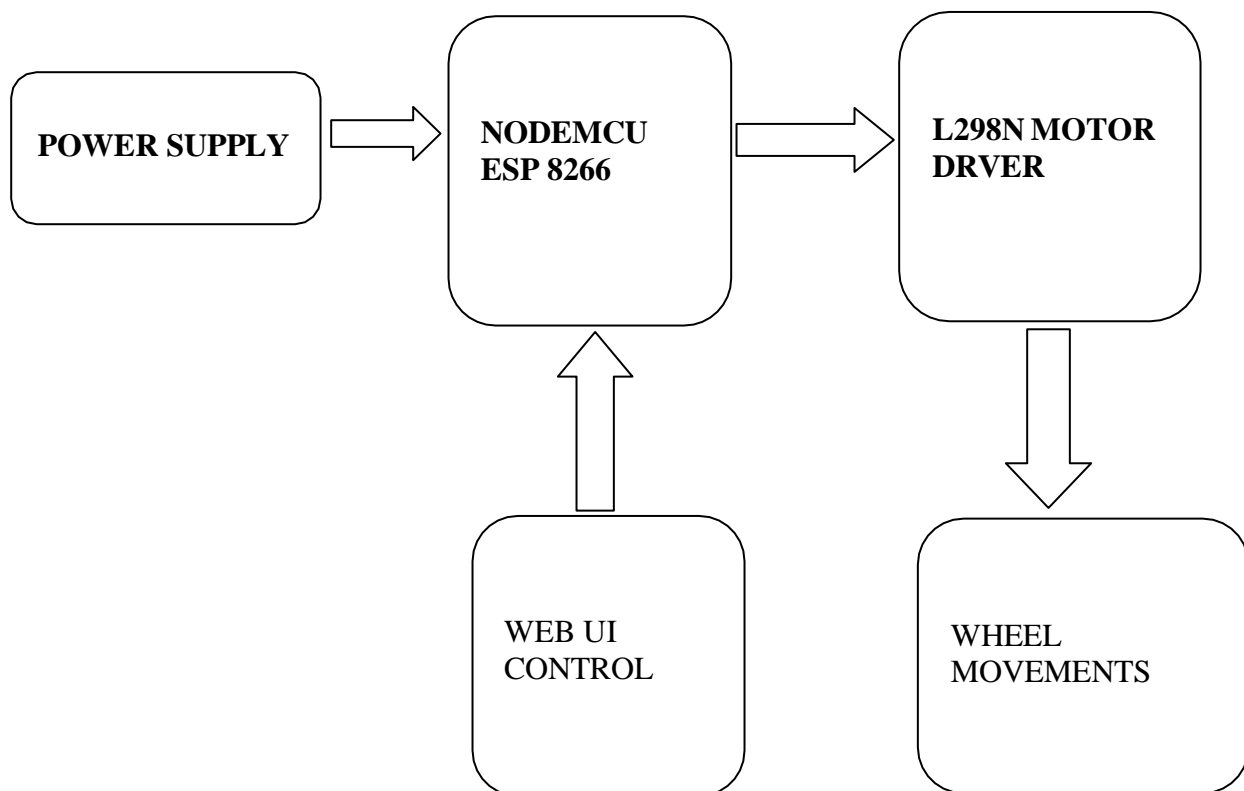 POWER SUPPLY
NODEMCU
ESP 8266
L298N MOTOR
DRVER
WEB UI
CONTROL
WHEEL
MOVEMENTS